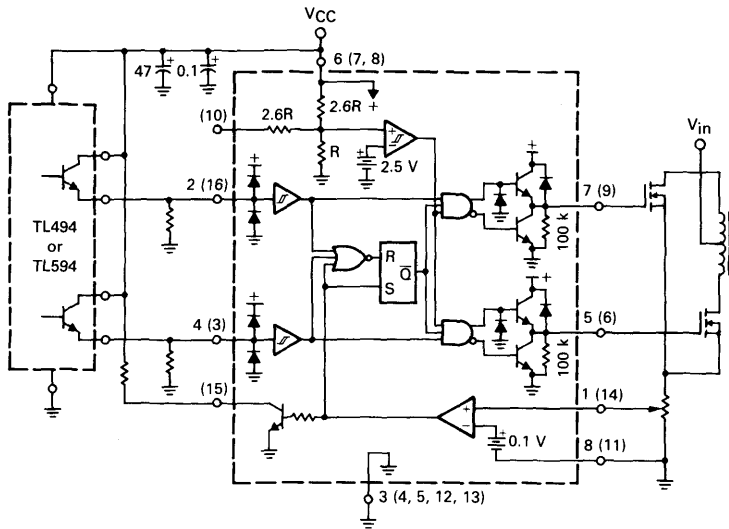 VCC
6 (7, 8)
47
0.1
+
+
+
(10)
2.6R
2.6R
+
R
+
−
+
2.5 V
Vin
2 (16)
+
+
7 (9)
100 k
TL494
or
TL594
R
Q
S
4 (3)
+
+
5 (6)
100 k
(15)
+
−
1 (14)
+
0.1 V
8 (11)
3 (4, 5, 12, 13)